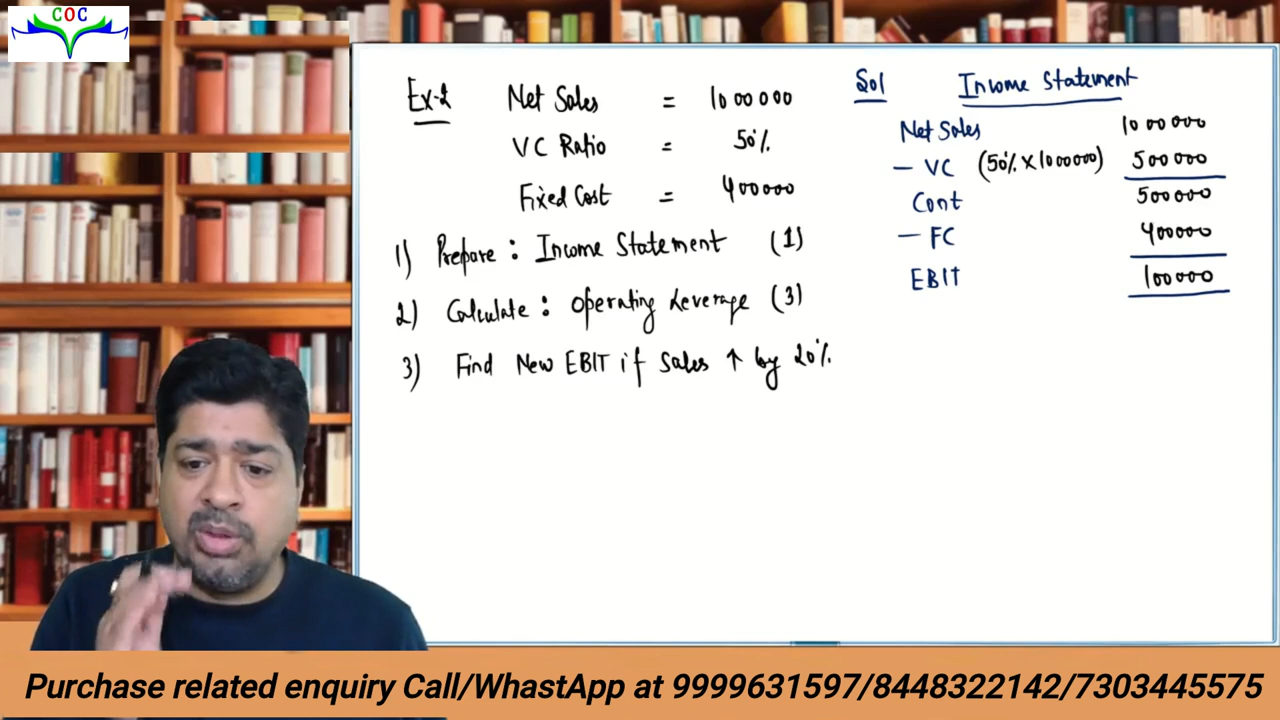 COC
Ex-2 Net Sales = 1000000
VC Ratio = 50%
Fixed Cost = 400000
1) Prepare : Income Statement (1)
2) Calculate : Operating Leverage (3)
3) Find New EBIT if Sales ↑ by 20%.
Sol Income Statement
Net Sales 1000000
- VC (50% x 1000000) 500000
Cont 500000
- FC 400000
EBIT 100000
Purchase related enquiry Call/WhastApp at 9999631597/8448322142/7303445575